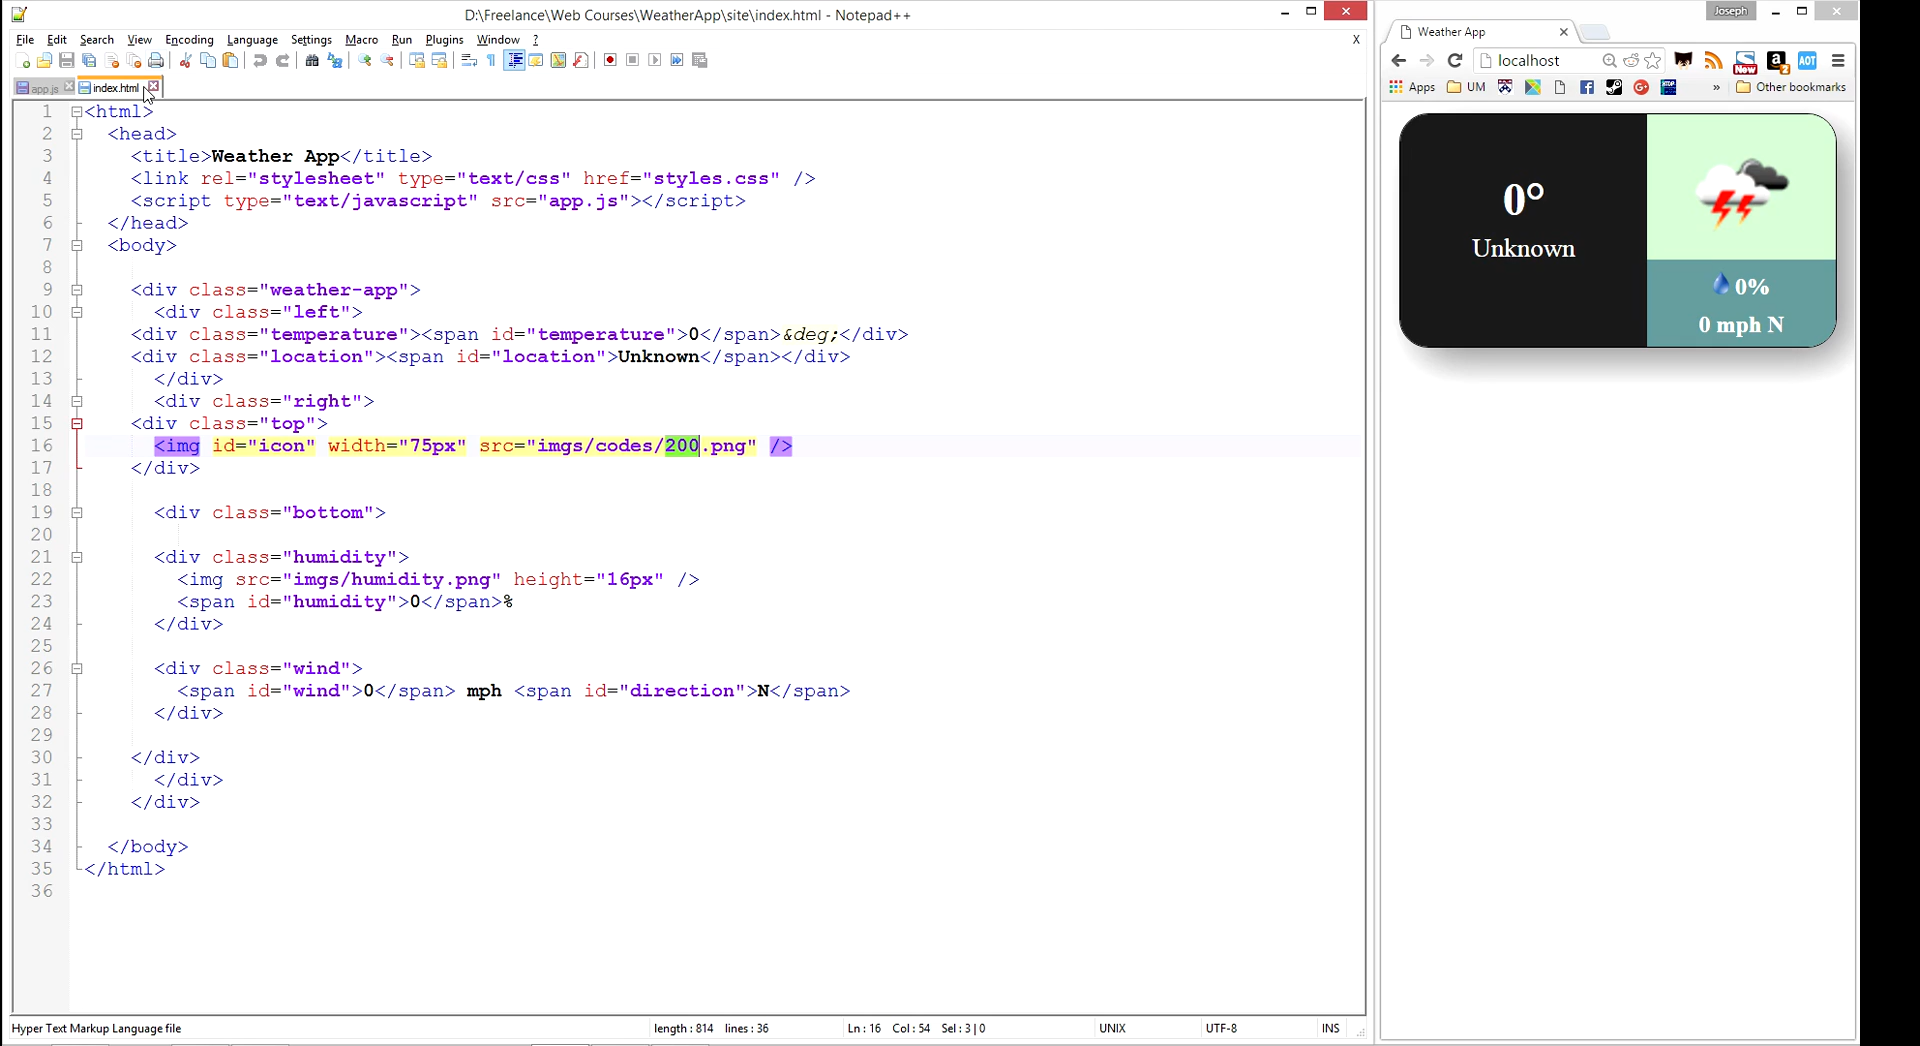 D:\Freelance\Web Courses\WeatherApp\site\index.html - Notepad++
File Edit Search View Encoding Language Settings Macro Run Plugins Window ? X
app.js index.html
1 <html>
2 <head>
3 <title>Weather App</title>
4 <link rel="stylesheet" type="text/css" href="styles.css" />
5 <script type="text/javascript" src="app.js"></script>
6 </head>
7 <body>
8
9 <div class="weather-app">
10 <div class="left">
11 <div class="temperature"><span id="temperature">0</span>&deg;</div>
12 <div class="location"><span id="location">Unknown</span></div>
13 </div>
14 <div class="right">
15 <div class="top">
16 <img id="icon" width="75px" src="imgs/codes/200.png" />
17 </div>
18
19 <div class="bottom">
20
21 <div class="humidity">
22 <img src="imgs/humidity.png" height="16px" />
23 <span id="humidity">0</span>%
24 </div>
25
26 <div class="wind">
27 <span id="wind">0</span> mph <span id="direction">N</span>
28 </div>
29
30 </div>
31 </div>
32 </div>
33
34 </body>
35 </html>
36
Hyper Text Markup Language file length : 814 lines : 36 Ln : 16 Col : 54 Sel : 3 | 0 UNIX UTF-8 INS
Joseph
Weather App
localhost New a 2 AOT
Apps UM » Other bookmarks
0°
Unknown
0%
0 mph N